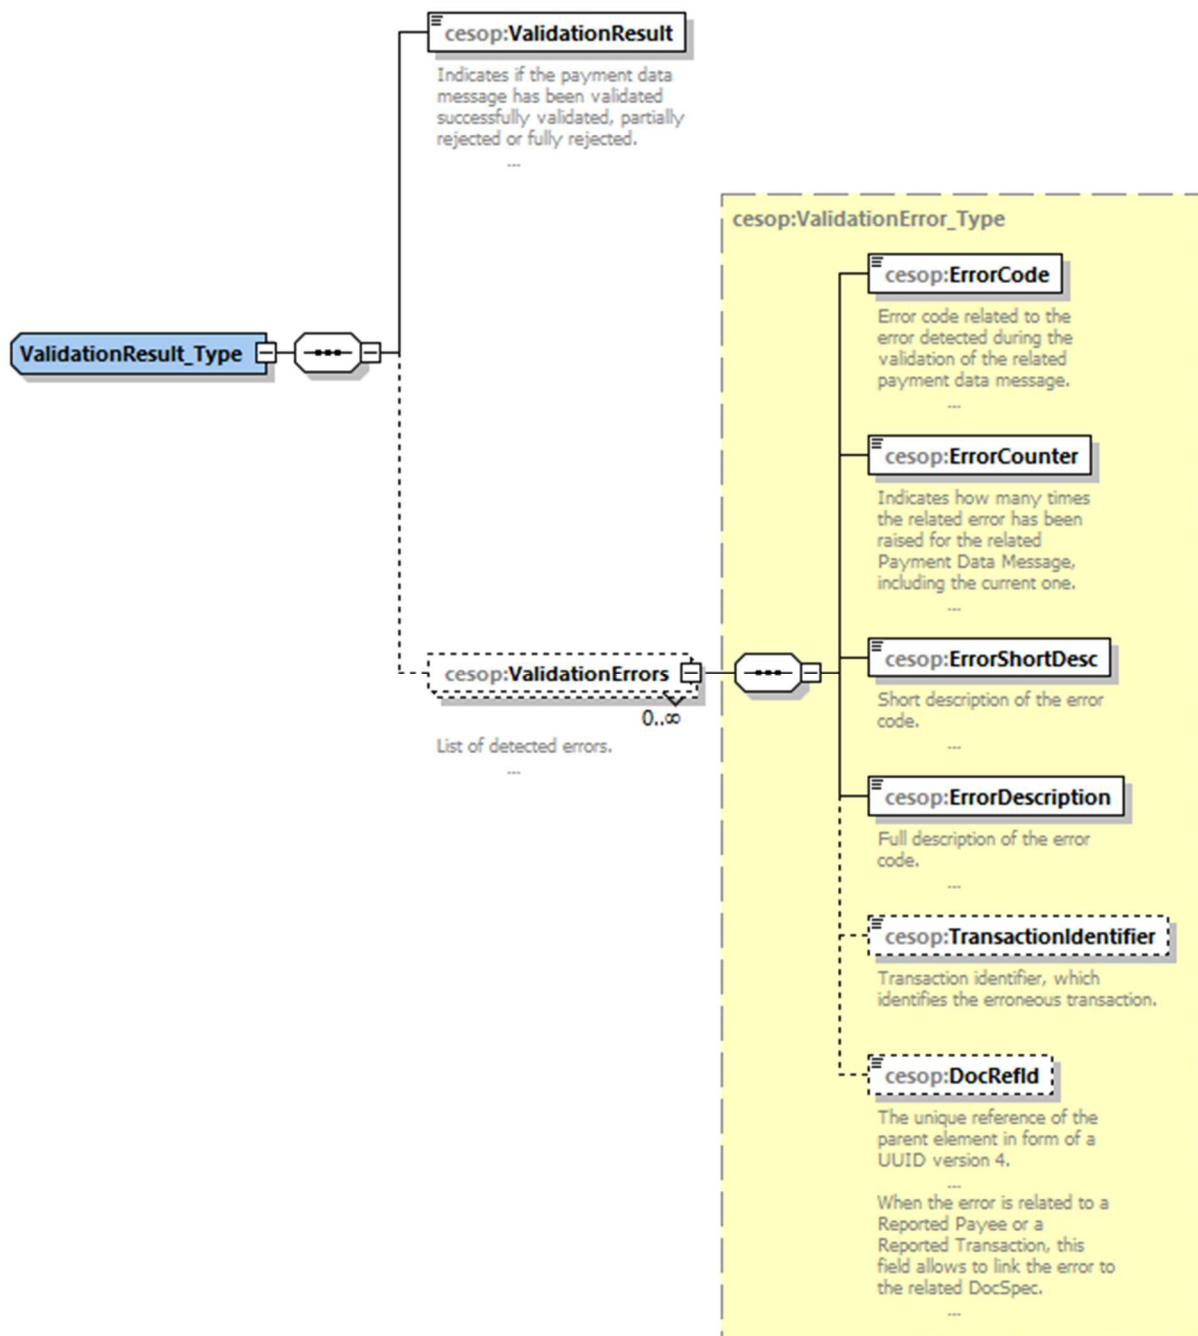 cesop:ValidationResult
Indicates if the payment data
message has been validated
successfully validated, partially
rejected or fully rejected.
...
cesop:ValidationError_Type
cesop:ErrorCode
Error code related to the
error detected during the
validation of the related
payment data message.
...
ValidationResult_Type
cesop:ErrorCounter
Indicates how many times
the related error has been
raised for the related
Payment Data Message,
including the current one.
...
cesop:ValidationErrors
0..∞
List of detected errors.
...
cesop:ErrorShortDesc
Short description of the error
code.
...
cesop:ErrorDescription
Full description of the error
code.
...
cesop:TransactionIdentifier
Transaction identifier, which
identifies the erroneous transaction.
cesop:DocRefId
The unique reference of the
parent element in form of a
UUID version 4.
...
When the error is related to a
Reported Payee or a
Reported Transaction, this
field allows to link the error to
the related DocSpec.
...